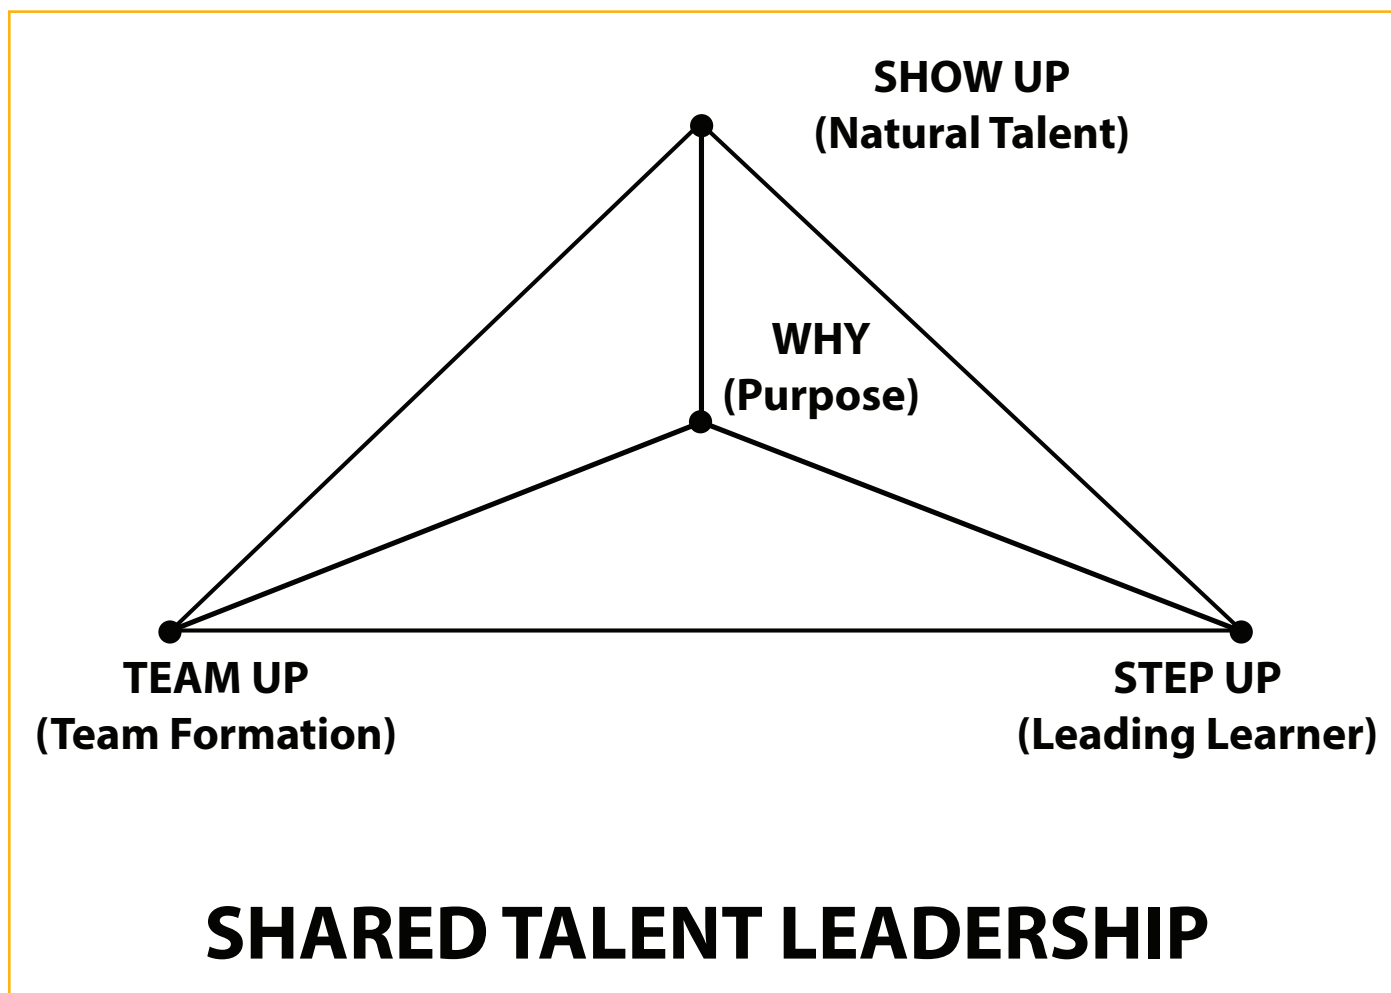 SHOW UP
(Natural Talent)
WHY
(Purpose)
TEAM UP
(Team Formation)
STEP UP
(Leading Learner)
SHARED TALENT LEADERSHIP